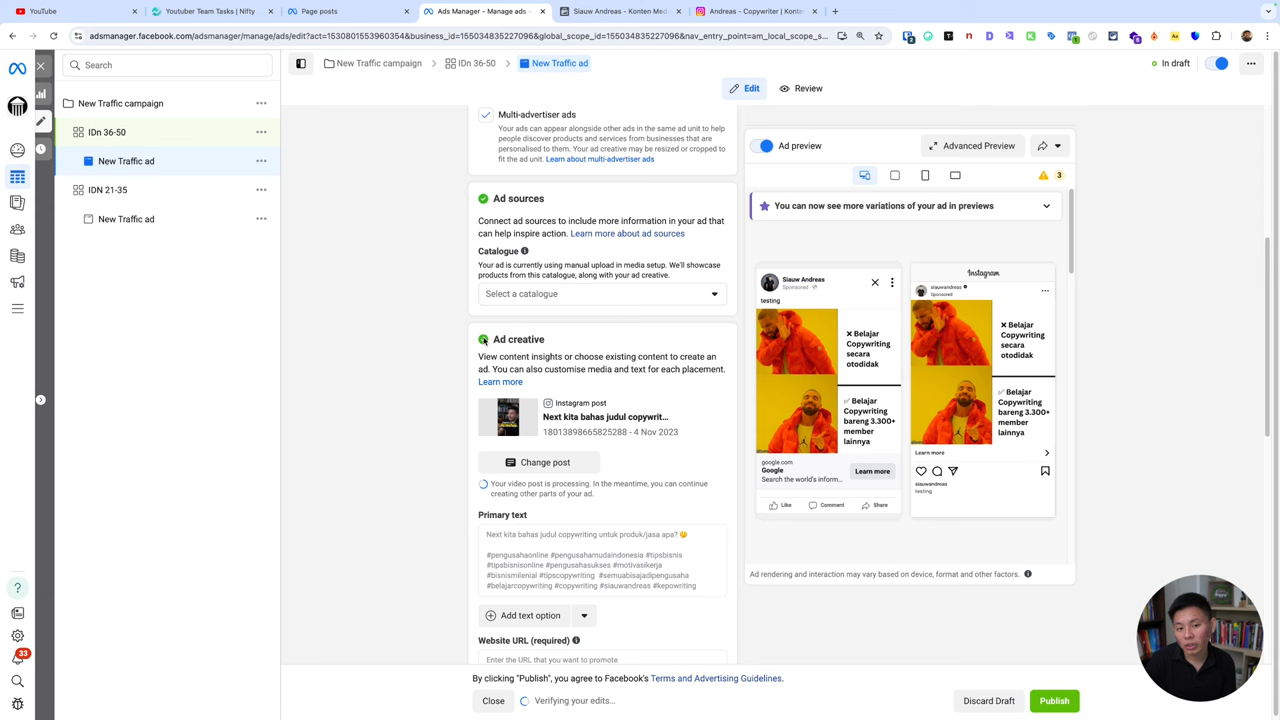 YouTube
Youtuber Team Tasks | Nifty
Page posts
Ads Manager - Manage ads -
Siauw Andreas - Konten Med
Andreas - Copywriter | Kont
adsmanager.facebook.com/adsmanager/manage/ads/edit?act=1530801553960354&business_id=155034835227096&global_scope_id=155034835227096&nav_entry_point=am_local_scope_s...
Search
New Traffic campaign
IDn 36-50
New Traffic ad
In draft
New Traffic campaign
IDn 36-50
New Traffic ad
IDN 21-35
New Traffic ad
33
Edit
Review
Multi-advertiser ads
Your ads can appear alongside other ads in the same ad unit to help
people discover products and services from businesses that are
personalised to them. Your ad creative may be resized or cropped to
fit the ad unit. Learn about multi-advertiser ads
Ad sources
Connect ad sources to include more information in your ad that
can help inspire action. Learn more about ad sources
Catalogue
Your ad is currently using manual upload in media setup. We'll showcase
products from this catalogue, along with your ad creative.
Select a catalogue
Ad creative
View content insights or choose existing content to create an
ad. You can also customise media and text for each placement.
Learn more
Instagram post
Next kita bahas judul copywrit...
18013898665825288 - 4 Nov 2023
Change post
Your video post is processing. In the meantime, you can continue
creating other parts of your ad.
Primary text
Next kita bahas judul copywriting untuk produk/jasa apa? 🤔
#pengusahaonline #pengusahamudaindonesia #tipsbisnis
#tipsbisnisonline #pengusahasukses #motivasikerja
#bisnismilenial #tipscopywriting #semuabisajadipengusaha
#belajarcopywriting #copywriting #siauwandreas #kepowriting
Add text option
Website URL (required)
Enter the URL that you want to promote
Ad preview
Advanced Preview
3
You can now see more variations of your ad in previews
Siauw Andreas
Sponsored
testing
❌ Belajar
Copywriting
secara
otodidak
✅ Belajar
Copywriting
bareng 3.300+
member
lainnya
google.com
Google
Search the world's inform...
Learn more
Like
Comment
Share
Instagram
siauwandreas
Sponsored
❌ Belajar
Copywriting
secara
otodidak
✅ Belajar
Copywriting
bareng 3.300+
member
lainnya
Learn more
siauwandreas
testing
Ad rendering and interaction may vary based on device, format and other factors.
By clicking "Publish", you agree to Facebook's Terms and Advertising Guidelines.
Close
Verifying your edits...
Discard Draft
Publish